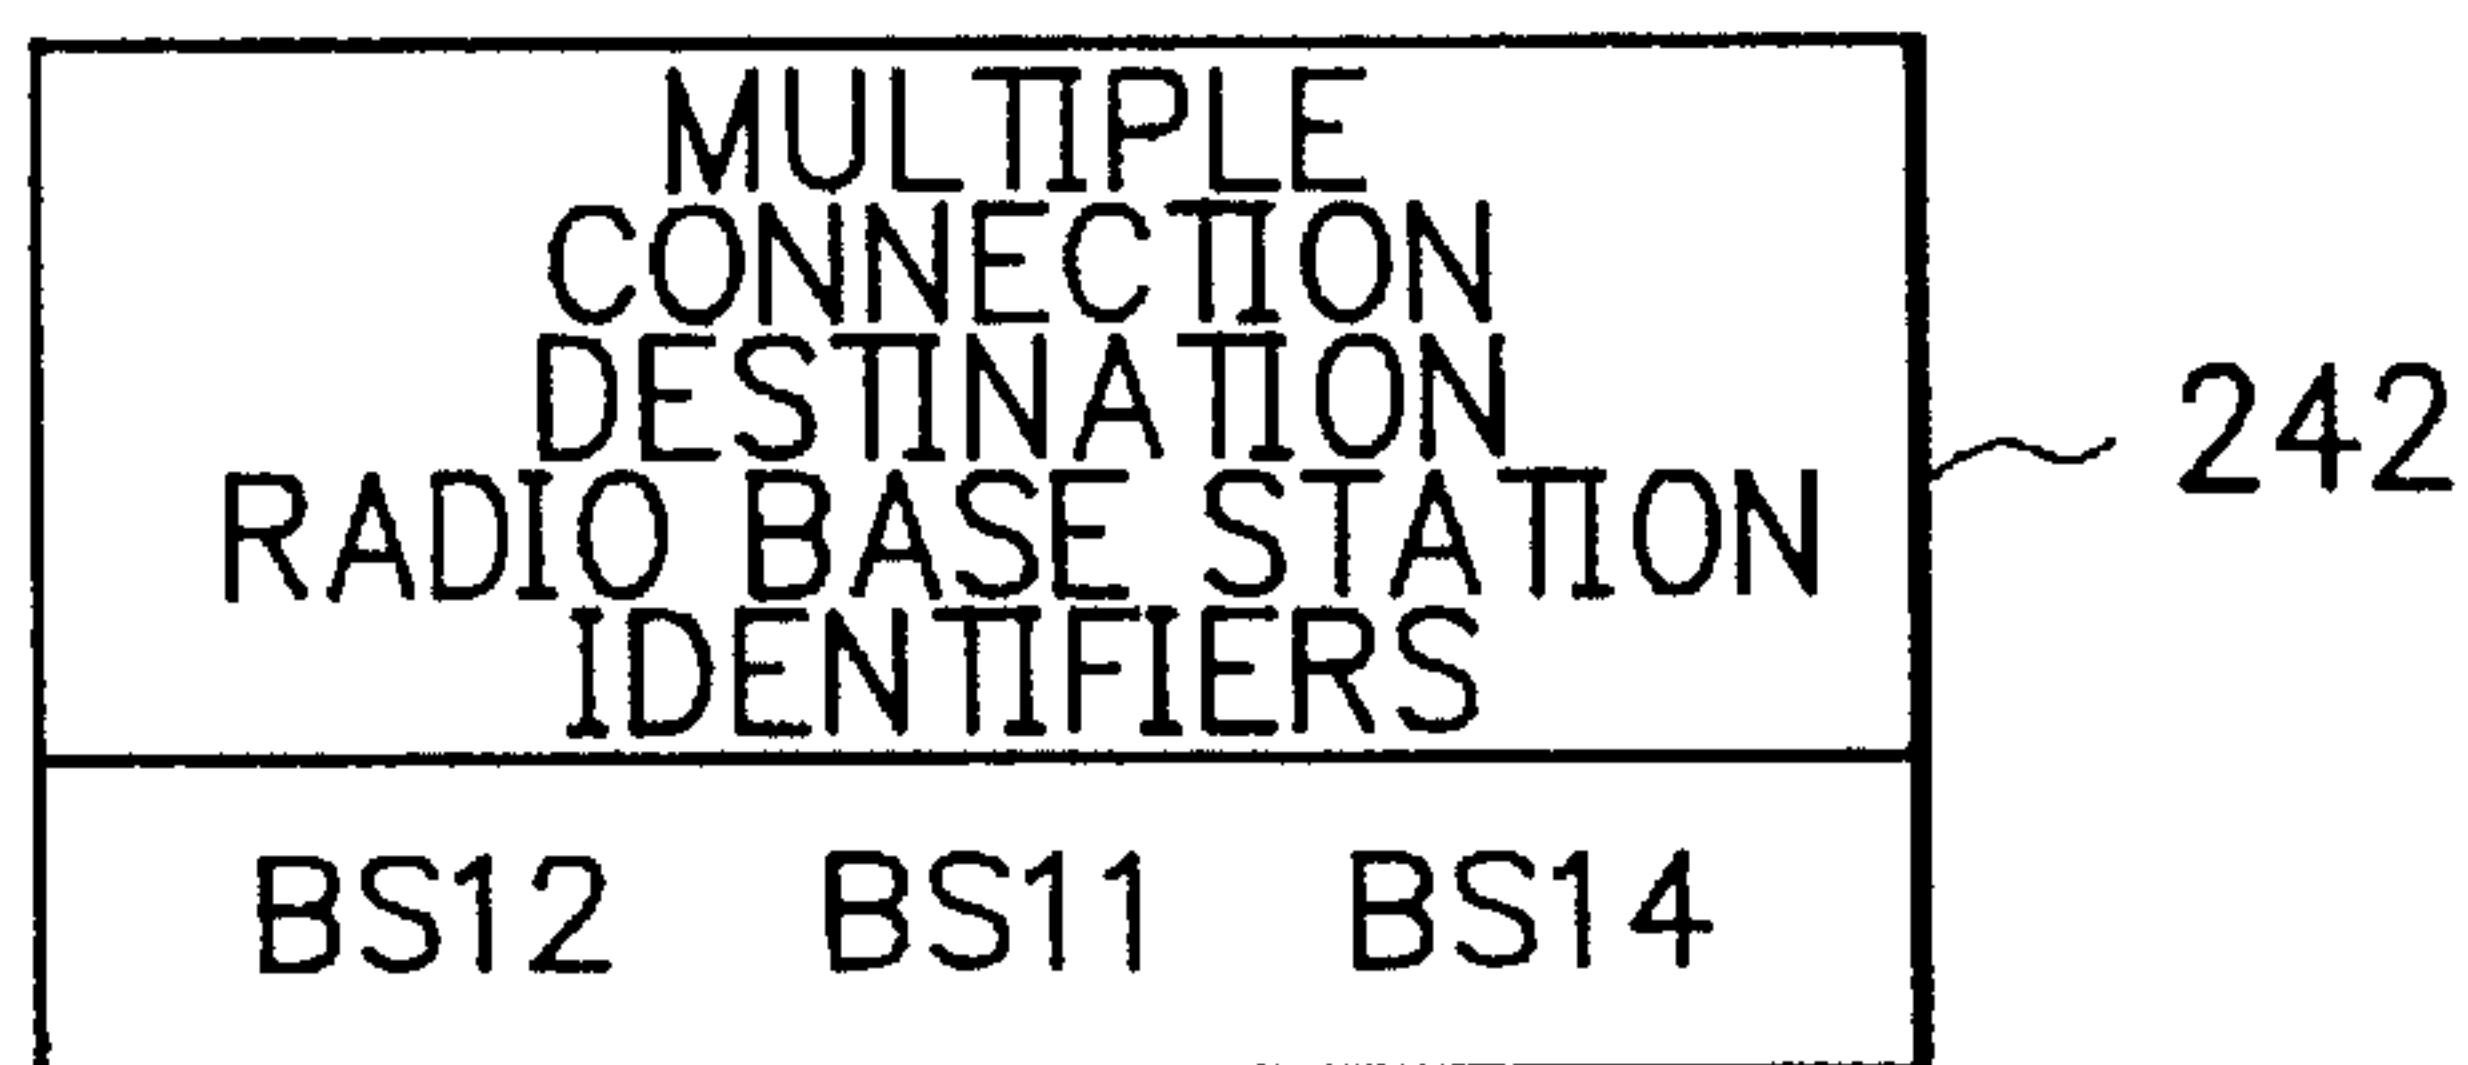 MULTIPLE
CONNECTION
DESTINATION
RADIO BASE STATION
IDENTIFIERS
242
BS12 BS11 BS14